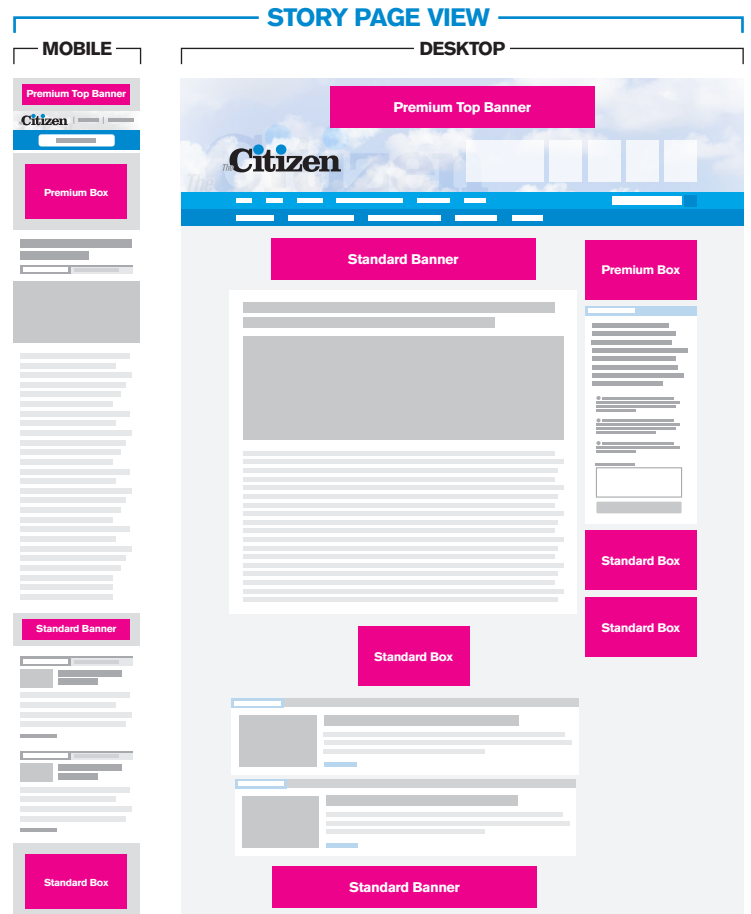 STORY PAGE VIEW
MOBILE
Premium Top Banner
Citizen
Premium Box
Standard Banner
Standard Box
DESKTOP
Premium Top Banner
The Citizen
Standard Banner
Premium Box
Standard Box
Standard Box
Standard Box
Standard Banner